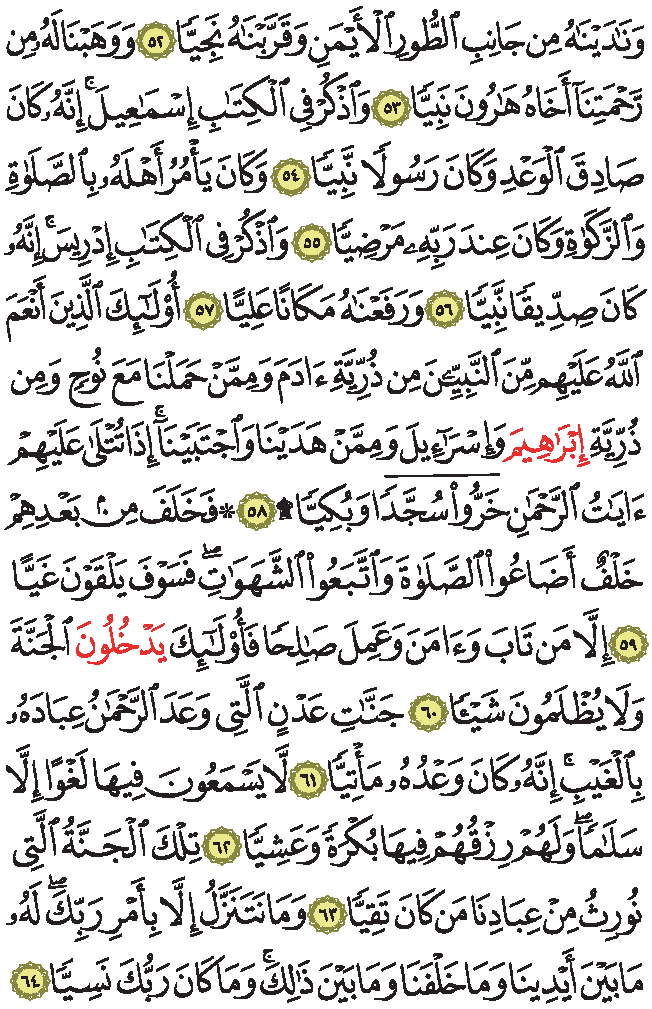 وَنَٰدَيْنَٰهُ مِن جَانِبِ ٱلطُّورِ ٱلْأَيْمَنِ وَقَرَّبْنَٰهُ نَجِيًّا ٥٢ وَوَهَبْنَا لَهُۥ مِن
رَّحْمَتِنَآ أَخَاهُ هَٰرُونَ نَبِيًّا ٥٣ وَٱذْكُرْ فِى ٱلْكِتَٰبِ إِسْمَٰعِيلَ ۚ إِنَّهُۥ كَانَ
صَادِقَ ٱلْوَعْدِ وَكَانَ رَسُولًا نَّبِيًّا ٥٤ وَكَانَ يَأْمُرُ أَهْلَهُۥ بِٱلصَّلَوٰةِ
وَٱلزَّكَوٰةِ وَكَانَ عِندَ رَبِّهِۦ مَرْضِيًّا ٥٥ وَٱذْكُرْ فِى ٱلْكِتَٰبِ إِدْرِيسَ ۚ إِنَّهُۥ
كَانَ صِدِّيقًا نَّبِيًّا ٥٦ وَرَفَعْنَٰهُ مَكَانًا عَلِيًّا ٥٧ أُو۟لَٰٓئِكَ ٱلَّذِينَ أَنْعَمَ
ٱللَّهُ عَلَيْهِم مِّنَ ٱلنَّبِيِّـۧنَ مِن ذُرِّيَّةِ ءَادَمَ وَمِمَّنْ حَمَلْنَا مَعَ نُوحٍ وَمِن
ذُرِّيَّةِ إِبْرَٰهِيمَ وَإِسْرَٰٓءِيلَ وَمِمَّنْ هَدَيْنَا وَٱجْتَبَيْنَآ ۚ إِذَا تُتْلَىٰ عَلَيْهِمْ
ءَايَٰتُ ٱلرَّحْمَٰنِ خَرُّوا۟ سُجَّدًا وَبُكِيًّا ۩ ٥٨ * فَخَلَفَ مِنۢ بَعْدِهِمْ
خَلْفٌ أَضَاعُوا۟ ٱلصَّلَوٰةَ وَٱتَّبَعُوا۟ ٱلشَّهَوَٰتِ ۖ فَسَوْفَ يَلْقَوْنَ غَيًّا
٥٩ إِلَّا مَن تَابَ وَءَامَنَ وَعَمِلَ صَٰلِحًا فَأُو۟لَٰٓئِكَ يَدْخُلُونَ ٱلْجَنَّةَ
وَلَا يُظْلَمُونَ شَيْـًٔا ٦٠ جَنَّٰتِ عَدْنٍ ٱلَّتِى وَعَدَ ٱلرَّحْمَٰنُ عِبَادَهُۥ
بِٱلْغَيْبِ ۚ إِنَّهُۥ كَانَ وَعْدُهُۥ مَأْتِيًّا ٦١ لَّا يَسْمَعُونَ فِيهَا لَغْوًا إِلَّا
سَلَٰمًا ۖ وَلَهُمْ رِزْقُهُمْ فِيهَا بُكْرَةً وَعَشِيًّا ٦٢ تِلْكَ ٱلْجَنَّةُ ٱلَّتِى
نُورِثُ مِنْ عِبَادِنَا مَن كَانَ تَقِيًّا ٦٣ وَمَا نَتَنَزَّلُ إِلَّا بِأَمْرِ رَبِّكَ ۖ لَهُۥ
مَا بَيْنَ أَيْدِينَا وَمَا خَلْفَنَا وَمَا بَيْنَ ذَٰلِكَ ۚ وَمَا كَانَ رَبُّكَ نَسِيًّا ٦٤